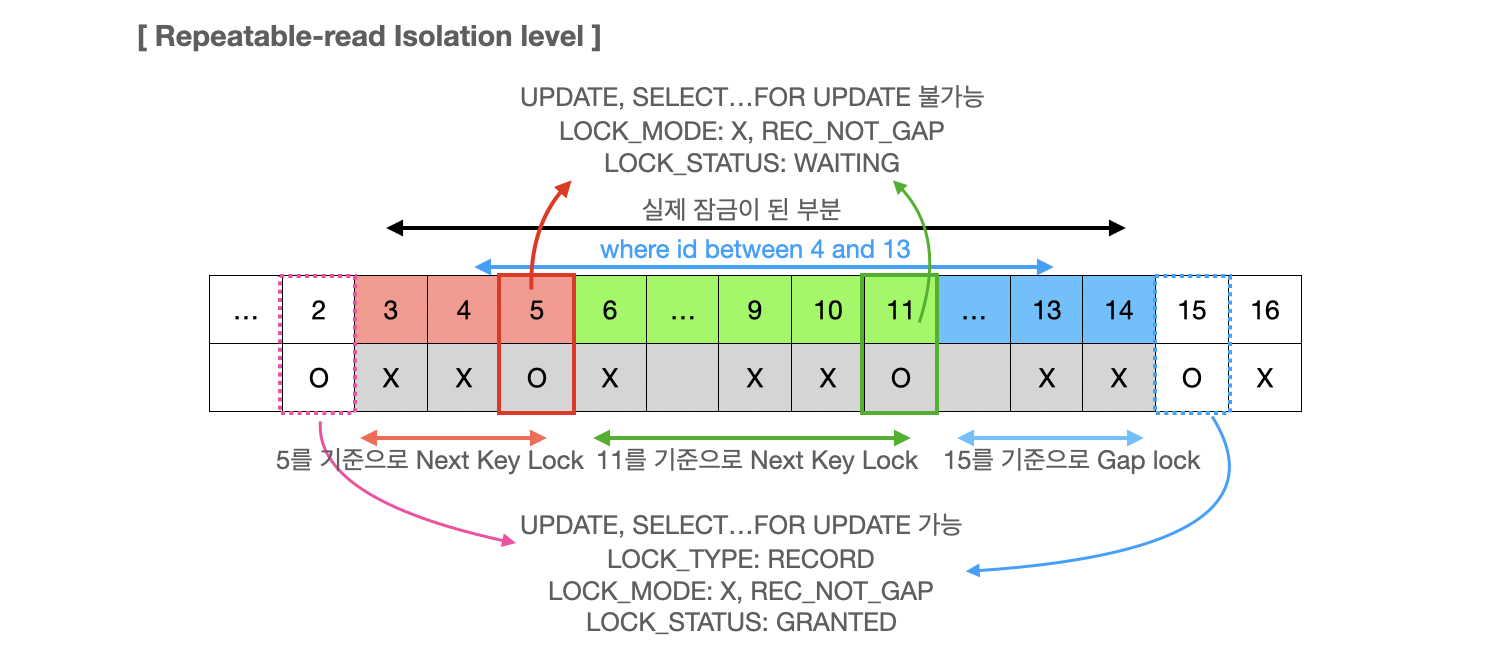 [ Repeatable-read Isolation level ]
UPDATE, SELECT...FOR UPDATE 불가능
LOCK_MODE: X, REC_NOT_GAP
LOCK_STATUS: WAITING
실제 잠금이 된 부분
where id between 4 and 13
... 2 3 4 5 6 ... 9 10 11 ... 13 14 15 16
O X X O X X X O X X O X
5를 기준으로 Next Key Lock 11를 기준으로 Next Key Lock 15를 기준으로 Gap lock
UPDATE, SELECT...FOR UPDATE 가능
LOCK_TYPE: RECORD
LOCK_MODE: X, REC_NOT_GAP
LOCK_STATUS: GRANTED